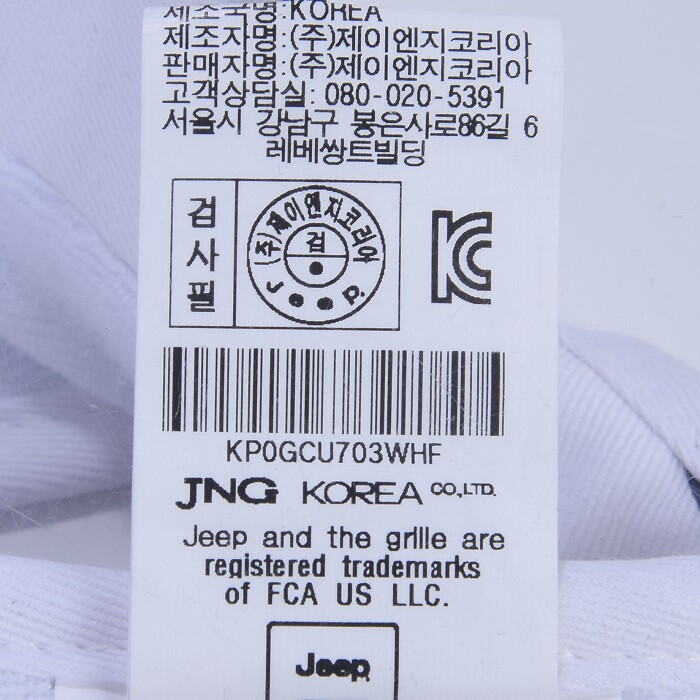 제조국명:KOREA
제조자명:(주)제이엔지코리아
판매자명:(주)제이엔지코리아
고객상담실: 080-020-5391
서울시 강남구 봉은사로86길 6
레베쌍트빌딩
검사필
(주)제이엔지코리아
검
Jeep.
KC
KP0GCU703WHF
JNG KOREA CO.,LTD.
Jeep and the grille are
registered trademarks
of FCA US LLC.
Jeep